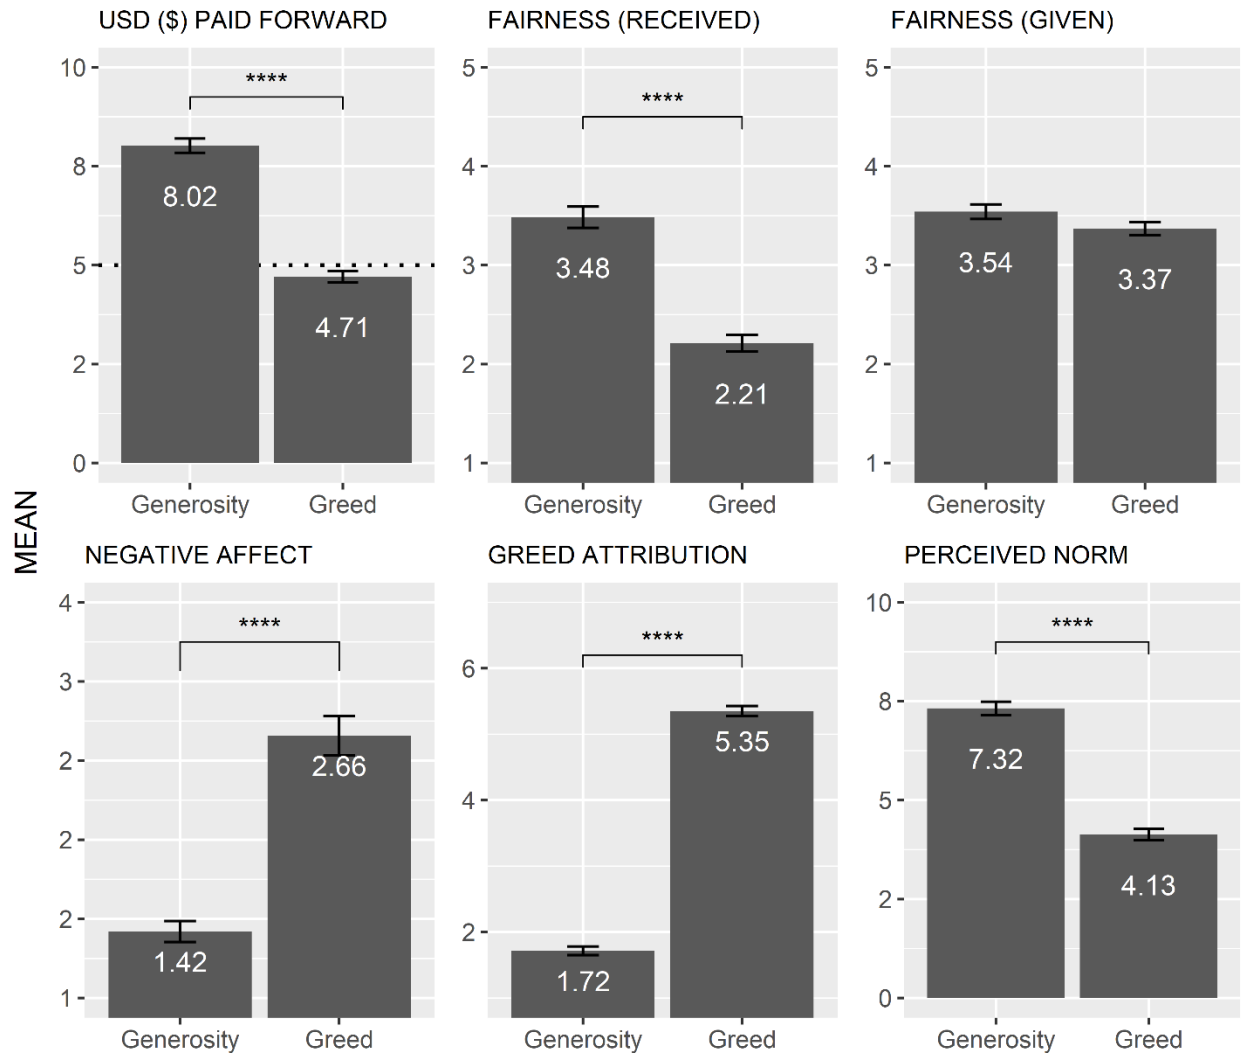 USD ($) PAID FORWARD
10
8
5
2
0
****
8.02
4.71
Generosity
Greed
FAIRNESS (RECEIVED)
5
4
3
2
1
****
3.48
2.21
Generosity
Greed
FAIRNESS (GIVEN)
5
4
3
2
1
3.54
3.37
Generosity
Greed
MEAN
NEGATIVE AFFECT
4
3
2
2
2
1
****
1.42
2.66
Generosity
Greed
GREED ATTRIBUTION
6
4
2
****
1.72
5.35
Generosity
Greed
PERCEIVED NORM
10
8
5
2
0
****
7.32
4.13
Generosity
Greed